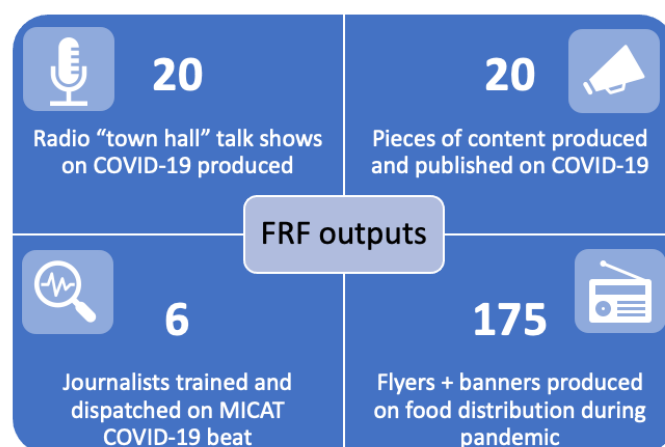 20
Radio “town hall” talk shows
on COVID-19 produced
20
Pieces of content produced
and published on COVID-19
FRF outputs
6
Journalists trained and
dispatched on MICAT
COVID-19 beat
175
Flyers + banners produced
on food distribution during
pandemic